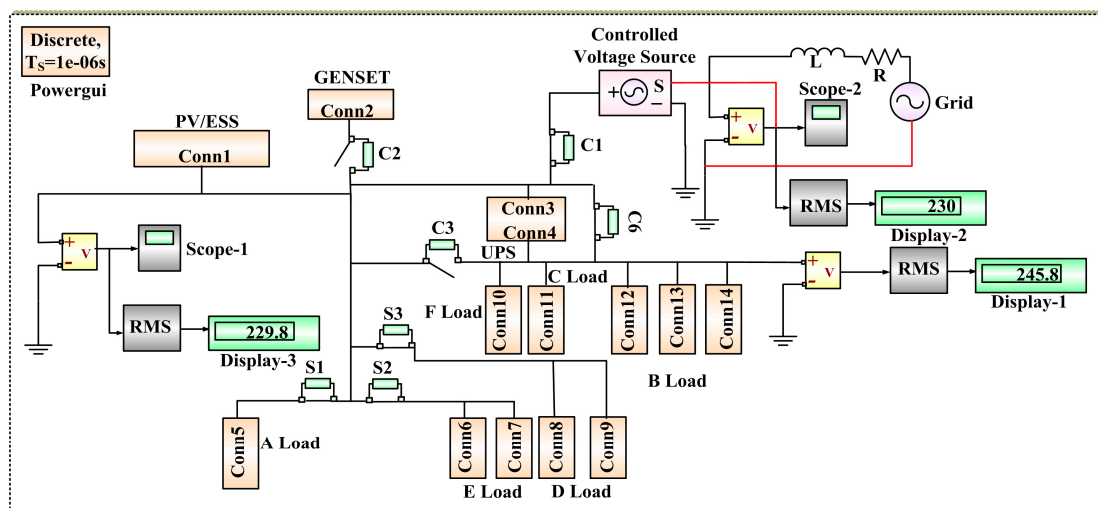 Discrete,
Ts=1e-06s
Powergui
GENSET
Conn2
C2
PV/ESS
Conn1
Controlled
Voltage Source
+
S
−
C1
L
R
Grid
Scope-2
+
-
V
RMS
230
Display-2
Conn3
Conn4
UPS
C6
C3
+
-
V
Scope-1
RMS
229.8
Display-3
C Load
F Load
Conn10
Conn11
Conn12
Conn13
Conn14
B Load
+
-
V
RMS
245.8
Display-1
S3
S1
S2
Conn5
A Load
Conn6
Conn7
E Load
Conn8
Conn9
D Load